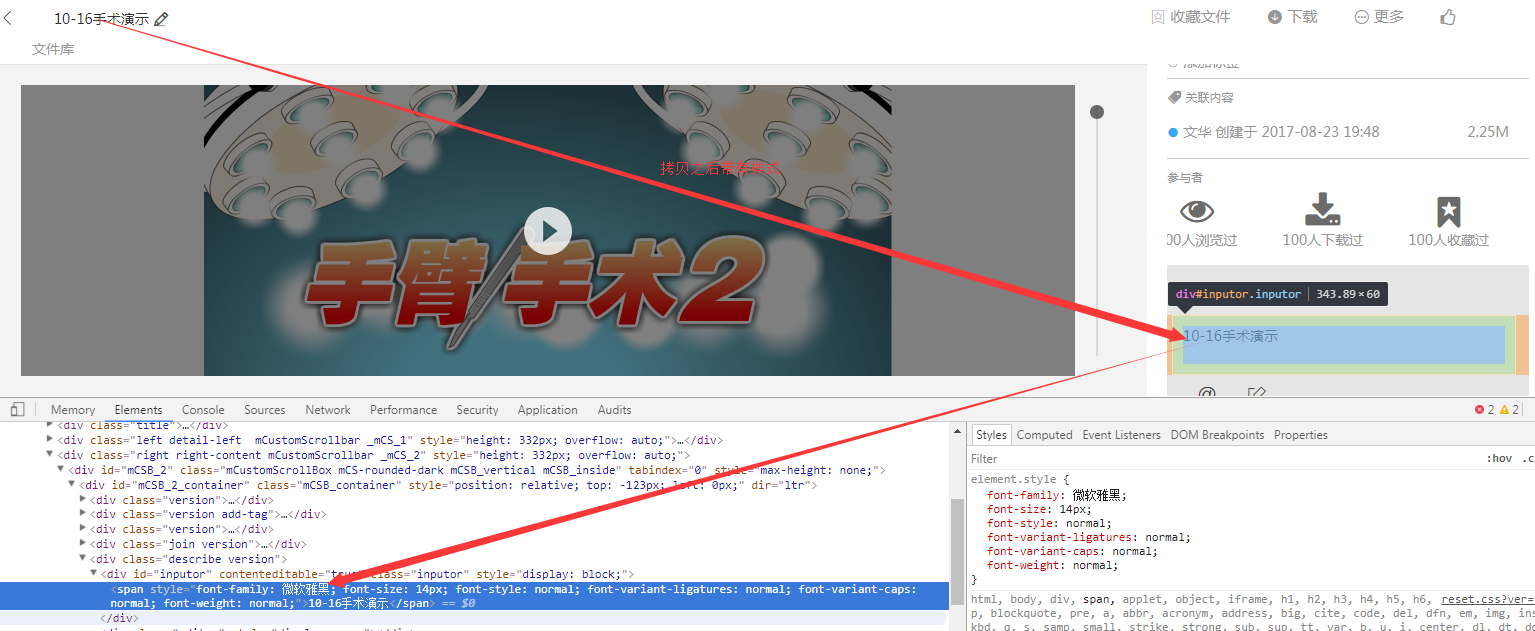 10-16手术演示
收藏文件 下载 更多
文件库
关联内容
文华 创建于 2017-08-23 19:48 2.25M
参与者
00人浏览过 100人下载过 100人收藏过
手臂手术2
div#inputor.inputor 343.89×60
10-16手术演示
@
Memory Elements Console Sources Network Performance Security Application Audits 2 2
<div class="title">…</div>
<div class="left detail-left  mCustomScrollbar _mCS_1" style="height: 332px; overflow: auto;">…</div>
<div class="right right-content mCustomScrollbar _mCS_2" style="height: 332px; overflow: auto;">
<div id="mCSB_2" class="mCustomScrollBox mCS-rounded-dark mCSB_vertical mCSB_inside" tabindex="0" style="max-height: none;">
<div id="mCSB_2_container" class="mCSB_container" style="position: relative; top: -123px; left: 0px;" dir="ltr">
<div class="version">…</div>
<div class="version add-tag">…</div>
<div class="version">…</div>
<div class="join version">…</div>
<div class="describe version">
<div id="inputor" contenteditable="true" class="inputor" style="display: block;">
<span style="font-family: 微软雅黑; font-size: 14px; font-style: normal; font-variant-ligatures: normal; font-variant-caps:
normal; font-weight: normal;">10-16手术演示</span> == $0
</div>
Styles Computed Event Listeners DOM Breakpoints Properties
Filter :hov .c
element.style {
font-family: 微软雅黑;
font-size: 14px;
font-style: normal;
font-variant-ligatures: normal;
font-variant-caps: normal;
font-weight: normal;
}
html, body, div, span, applet, object, iframe, h1, h2, h3, h4, h5, h6, reset.css?ver=
p, blockquote, pre, a, abbr, acronym, address, big, cite, code, del, dfn, em, img, ins
kbd, q, s, samp, small, strike, strong, sub, sup, tt, var, b, u, i, center, dl, dt, dd